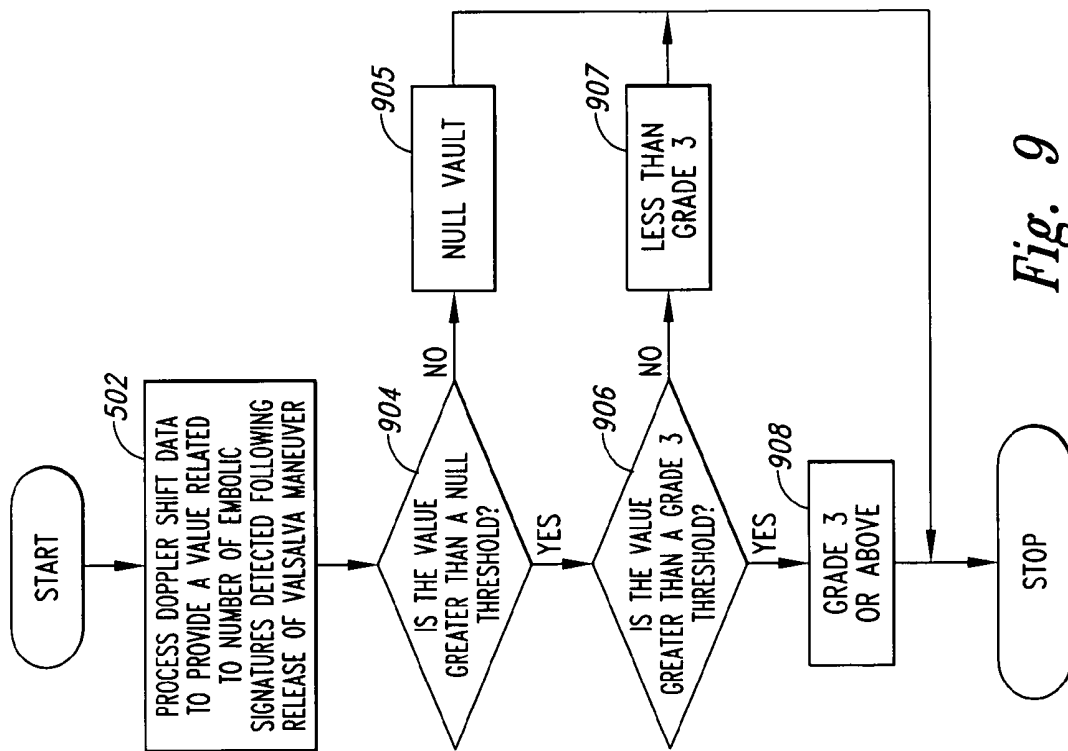 START
502
PROCESS DOPPLER SHIFT DATA
TO PROVIDE A VALUE RELATED
TO NUMBER OF EMBOLIC
SIGNATURES DETECTED FOLLOWING
RELEASE OF VALSALVA MANEUVER
904
IS THE VALUE
GREATER THAN A NULL
THRESHOLD?
NO
905
NULL VAULT
YES
906
IS THE VALUE
GREATER THAN A GRADE 3
THRESHOLD?
NO
907
LESS THAN
GRADE 3
YES
908
GRADE 3
OR ABOVE
STOP
Fig. 9